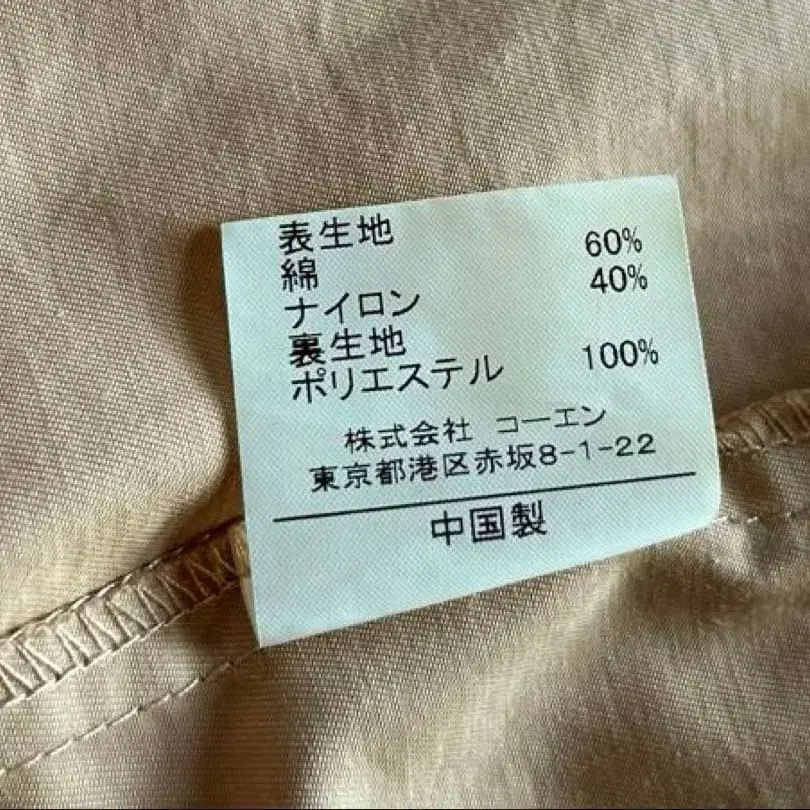 表生地
綿 60%
ナイロン 40%
裏生地
ポリエステル 100%
株式会社 コーエン
東京都港区赤坂8-1-22
中国製